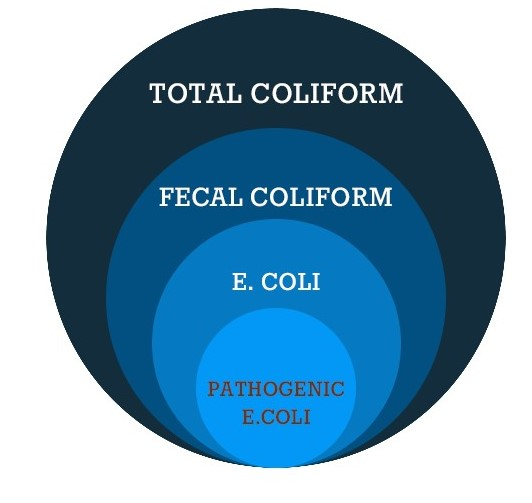 TOTAL COLIFORM
FECAL COLIFORM
E. COLI
PATHOGENIC
E.COLI